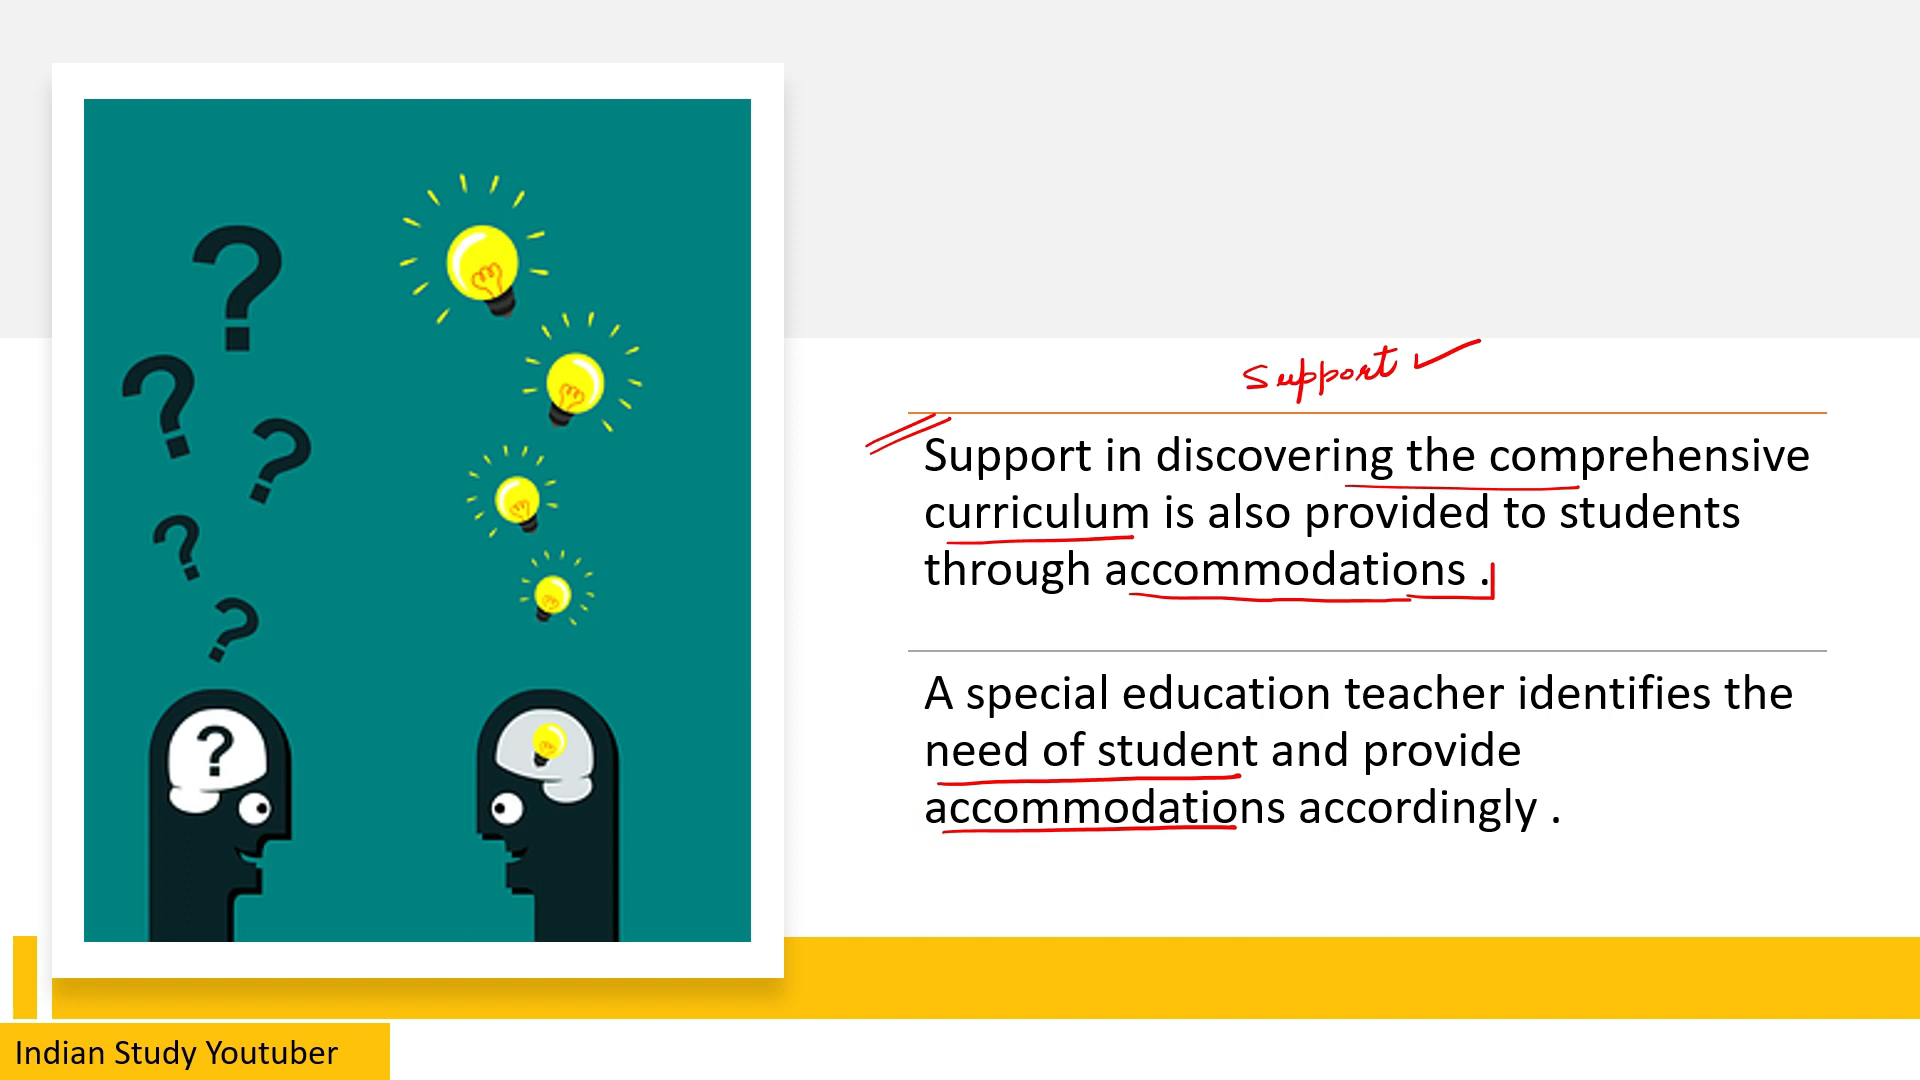 Support
Support in discovering the comprehensive
curriculum is also provided to students
through accommodations .
A special education teacher identifies the
need of student and provide
accommodations accordingly .
Indian Study Youtuber